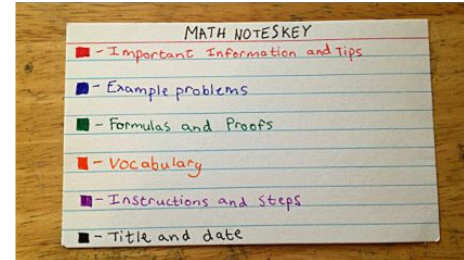 MATH NOTESKEY
- Important Information and Tips
- Example problems
- Formulas and Proofs
- Vocabulary
- Instructions and Steps
- Title and date